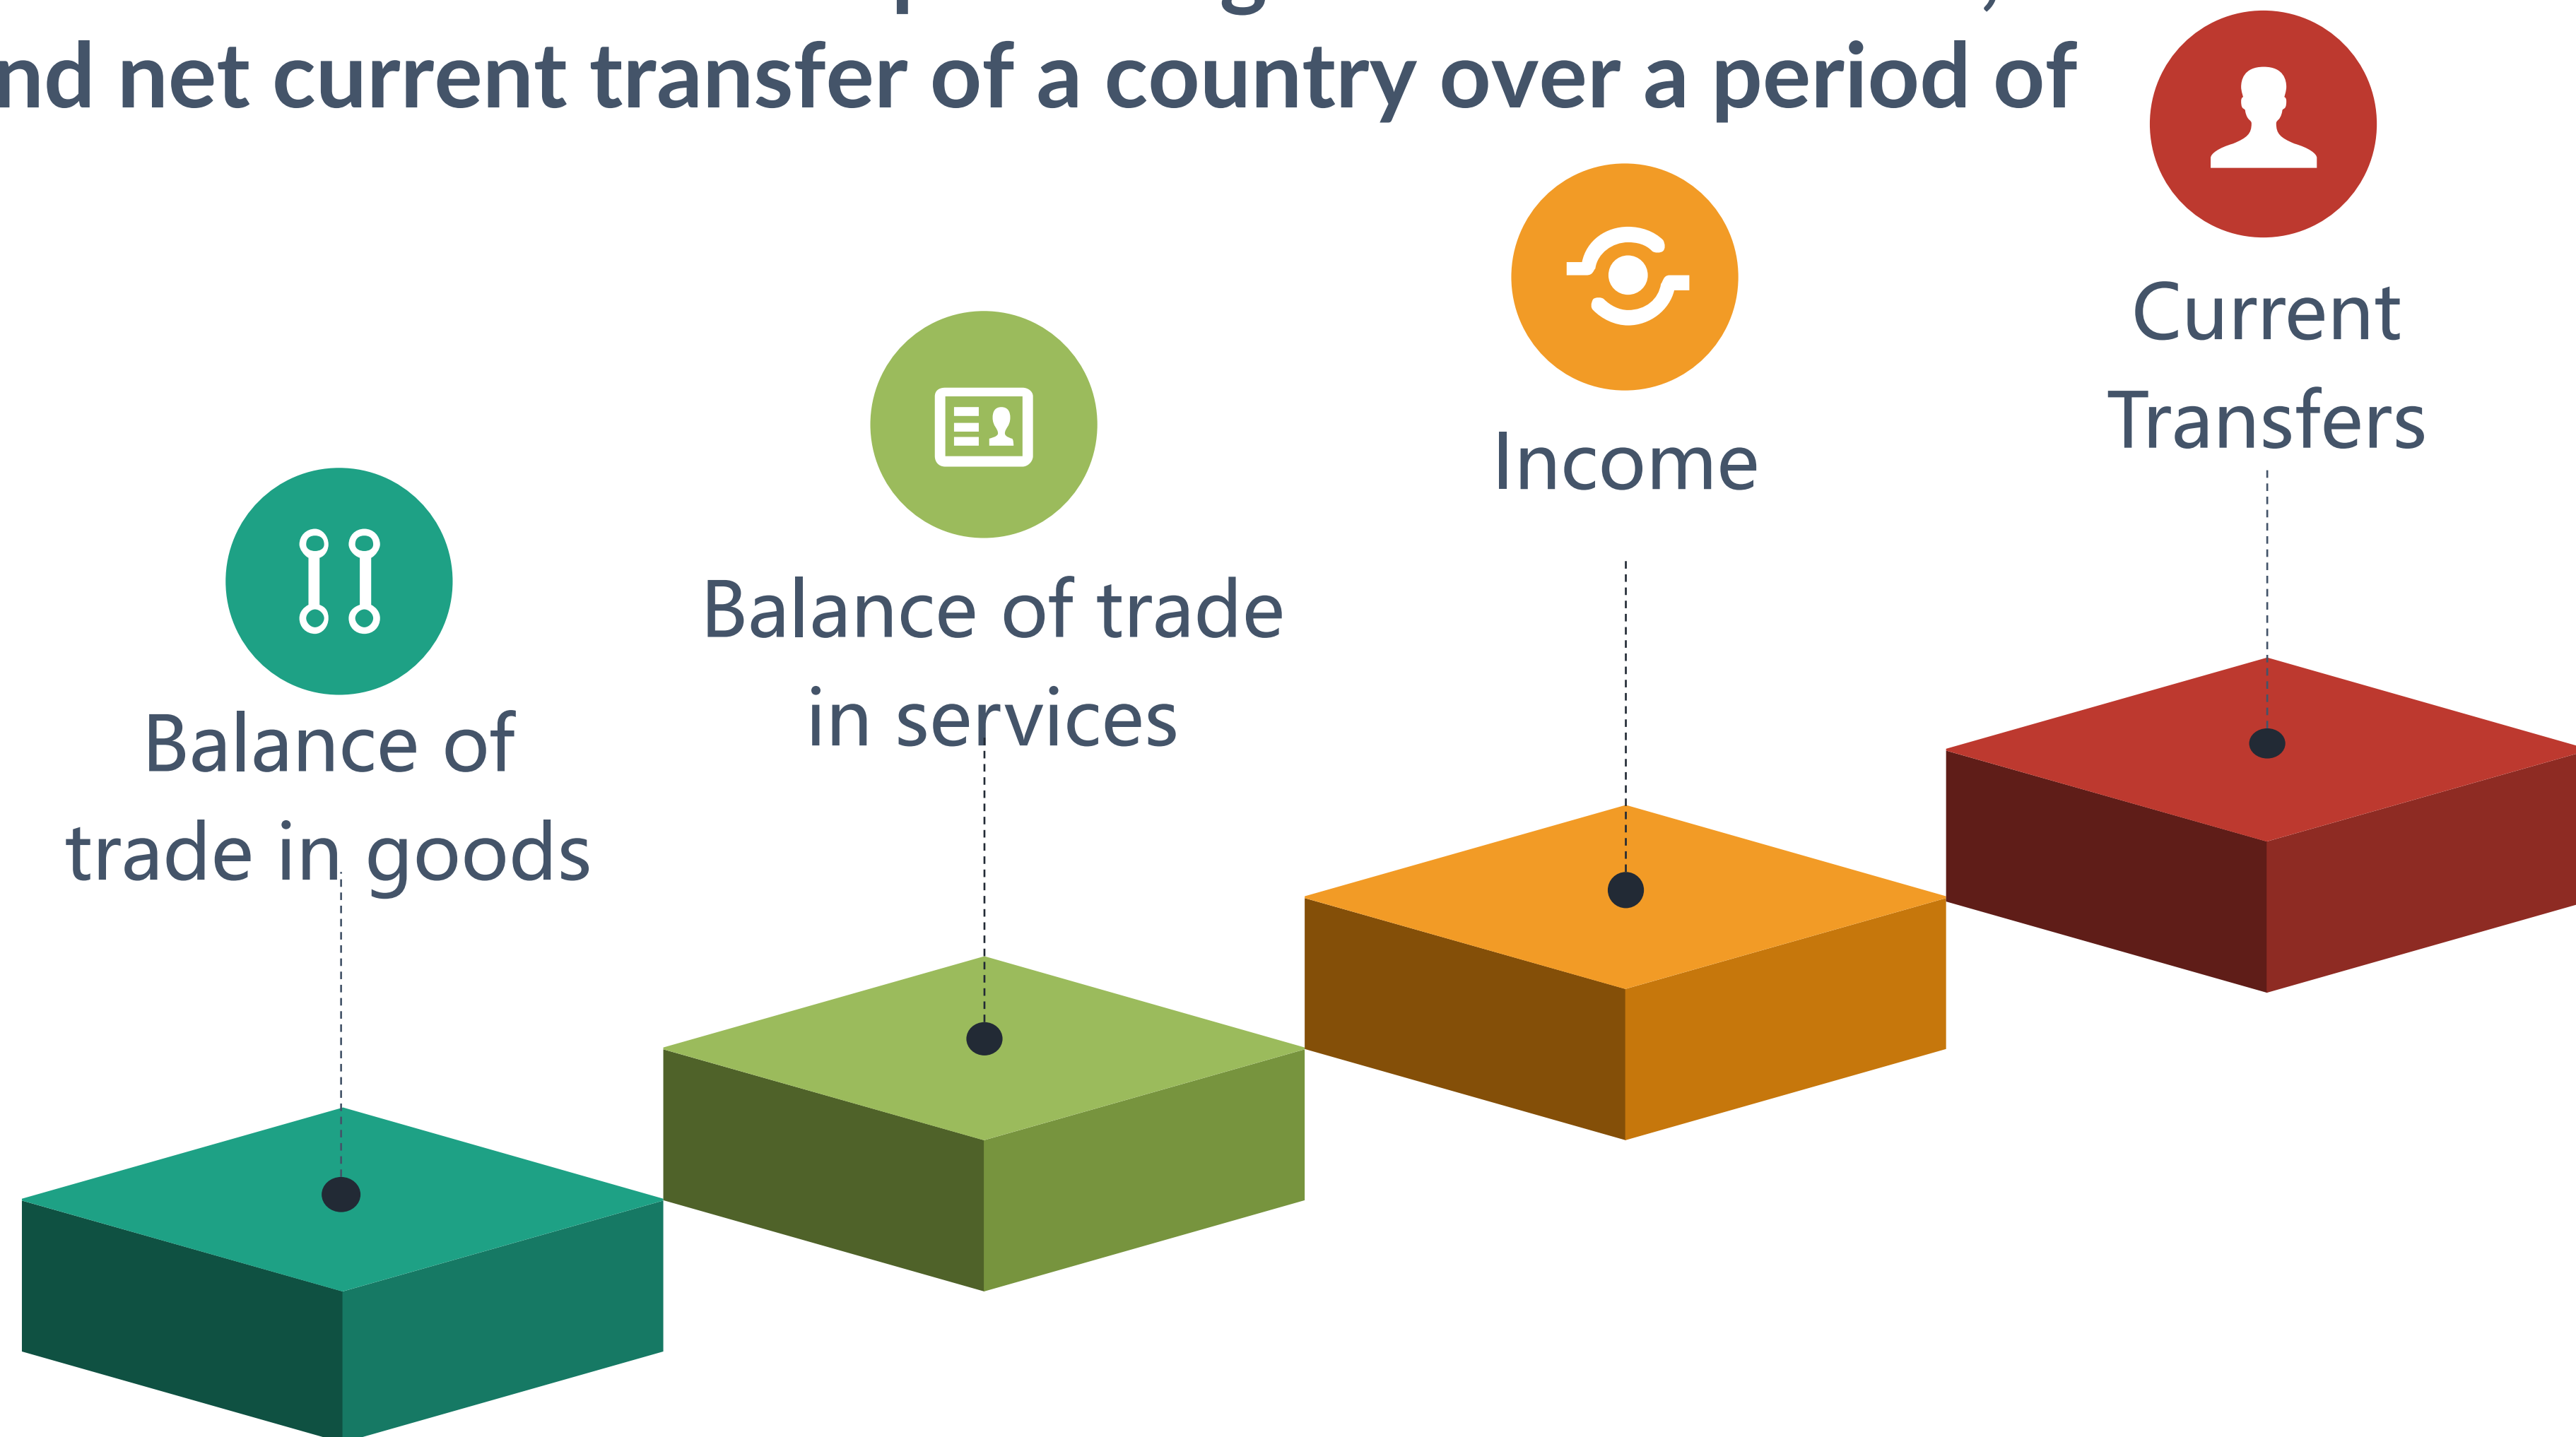 nd net current transfer of a country over a period of
Current
Transfers
Income
Balance of trade
in services
Balance of
trade in goods